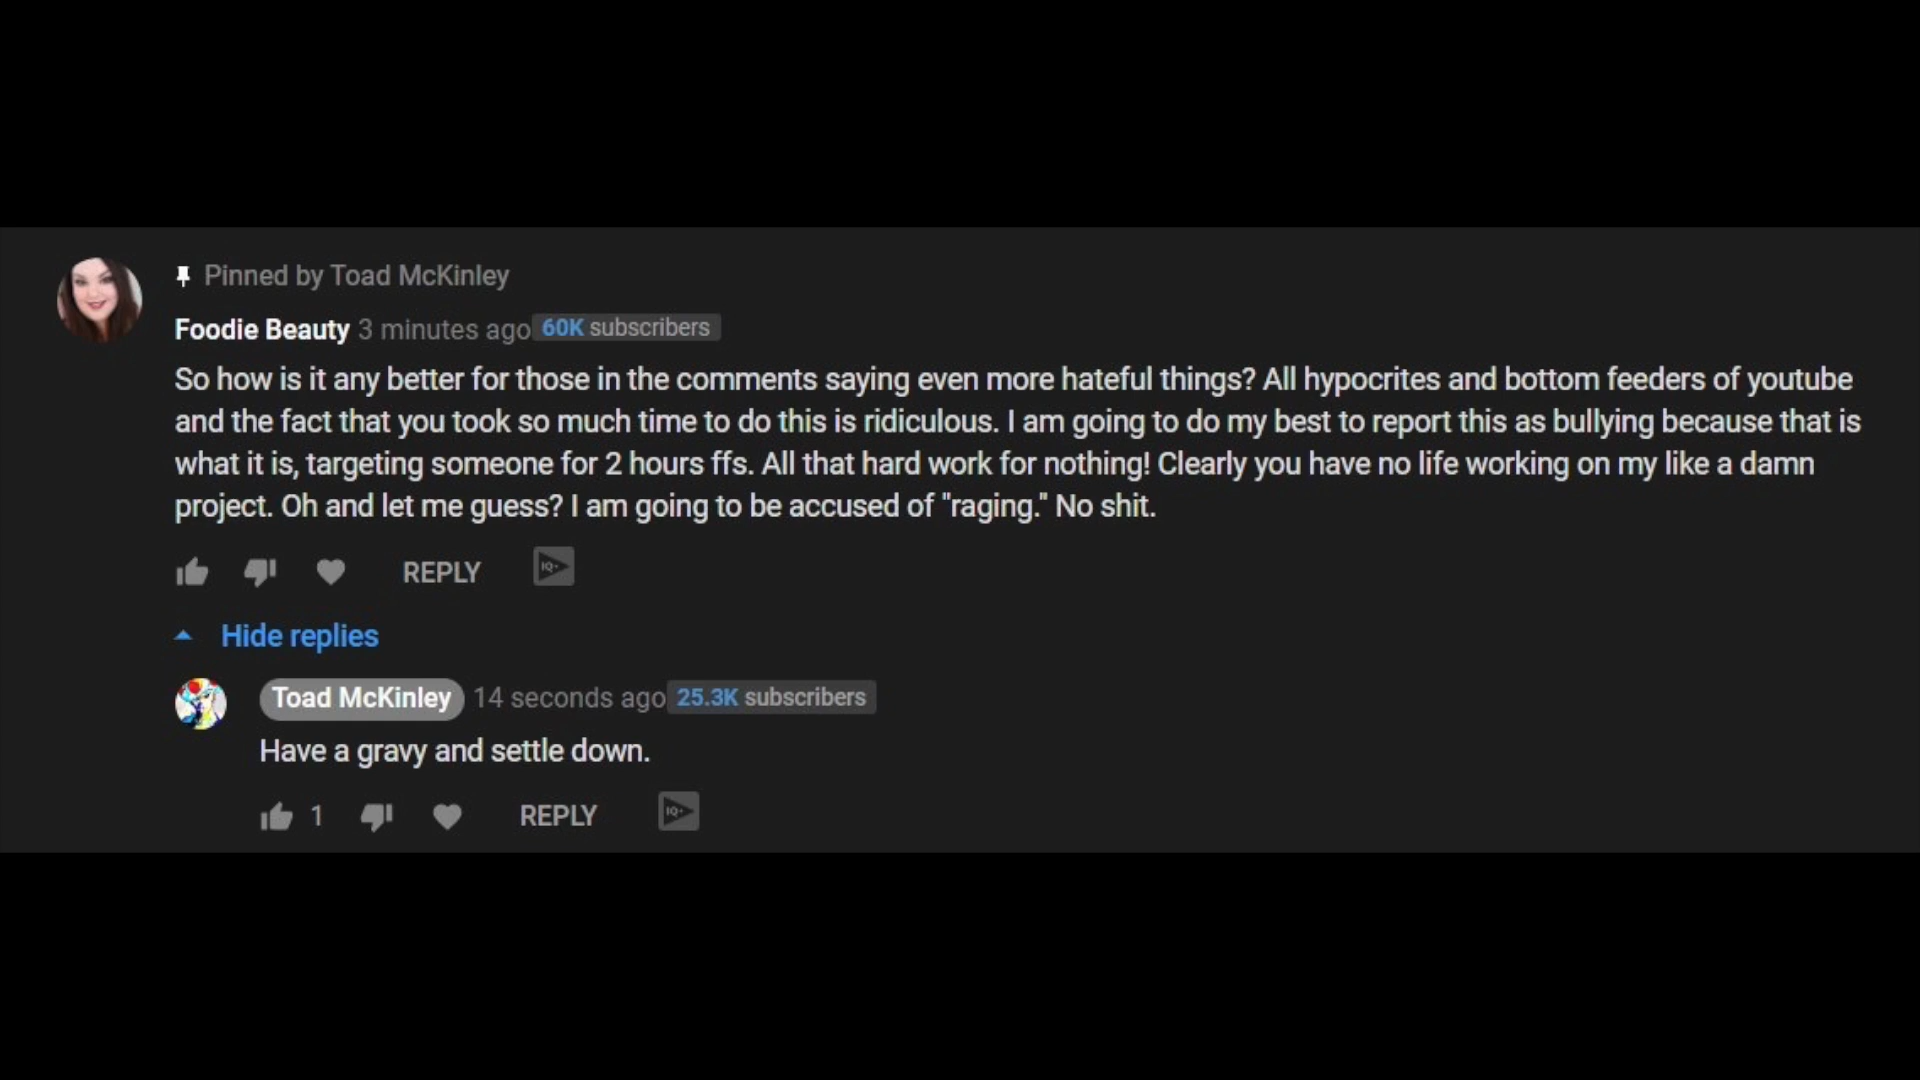 Pinned by Toad McKinley
Foodie Beauty 3 minutes ago 60K subscribers
So how is it any better for those in the comments saying even more hateful things? All hypocrites and bottom feeders of youtube
and the fact that you took so much time to do this is ridiculous. I am going to do my best to report this as bullying because that is
what it is, targeting someone for 2 hours ffs. All that hard work for nothing! Clearly you have no life working on my like a damn
project. Oh and let me guess? I am going to be accused of "raging." No shit.
REPLY IQ+
Hide replies
Toad McKinley 14 seconds ago 25.3K subscribers
Have a gravy and settle down.
1 REPLY IQ+